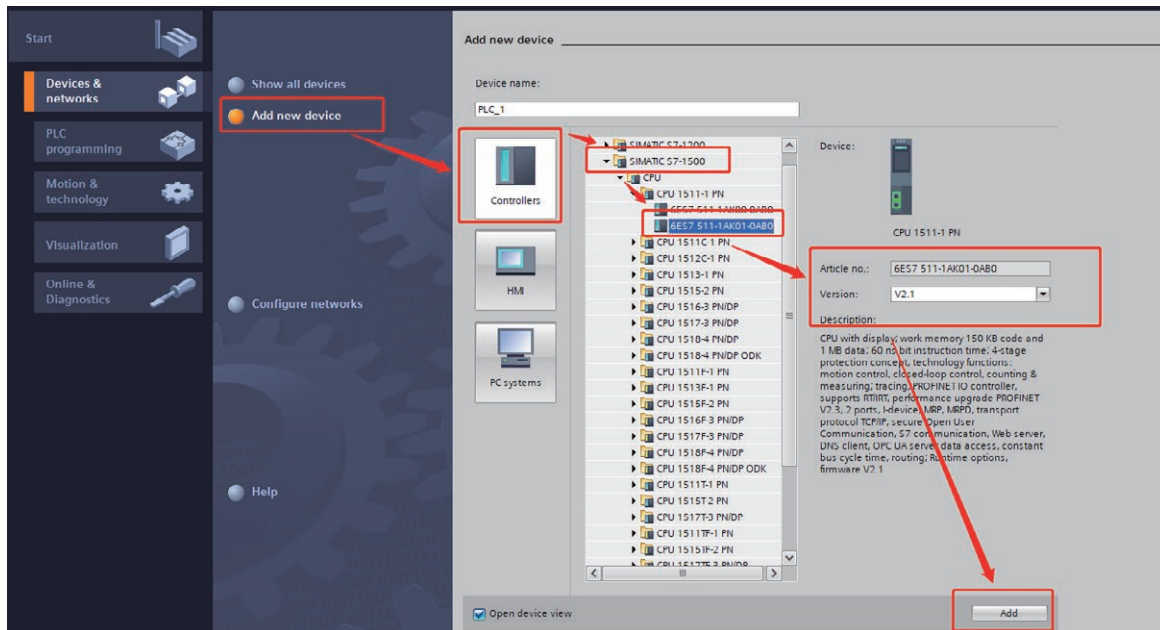 Start
Devices &
networks
PLC
programming
Motion &
technology
Visualization
Online &
Diagnostics
Show all devices
Add new device
Configure networks
Help
Add new device
Device name:
PLC_1
Controllers
HMI
PC systems
SIMATIC S7-1200
SIMATIC S7-1500
CPU
CPU 1511-1 PN
6ES7 511-1AK00-0AB0
6ES7 511-1AK01-0AB0
CPU 1511C-1 PN
CPU 1512C-1 PN
CPU 1513-1 PN
CPU 1515-2 PN
CPU 1516-3 PN/DP
CPU 1517-3 PN/DP
CPU 1518-4 PN/DP
CPU 1518-4 PN/DP ODK
CPU 1511F-1 PN
CPU 1513F-1 PN
CPU 1515F-2 PN
CPU 1516F-3 PN/DP
CPU 1517F-3 PN/DP
CPU 1518F-4 PN/DP
CPU 1518F-4 PN/DP ODK
CPU 1511T-1 PN
CPU 1515T-2 PN
CPU 1517T-3 PN/DP
CPU 1511TF-1 PN
CPU 1515TF-2 PN
CPU 1517TF-3 PN/DP
Device:
CPU 1511-1 PN
Article no.: 6ES7 511-1AK01-0AB0
Version: V2.1
Description:
CPU with display; work memory 150 KB code and
1 MB data; 60 ns bit instruction time; 4-stage
protection concept, technology functions:
motion control, closed-loop control, counting &
measuring; tracing, PROFINET IO controller,
supports RT/IRT, performance upgrade PROFINET
V2.3, 2 ports, I-device, MRP, MRPD, transport
protocol TCP/IP, secure Open User
Communication, S7 communication, Web server,
DNS client, OPC UA server data access, constant
bus cycle time, routing; Runtime options,
firmware V2.1
Open device view
Add